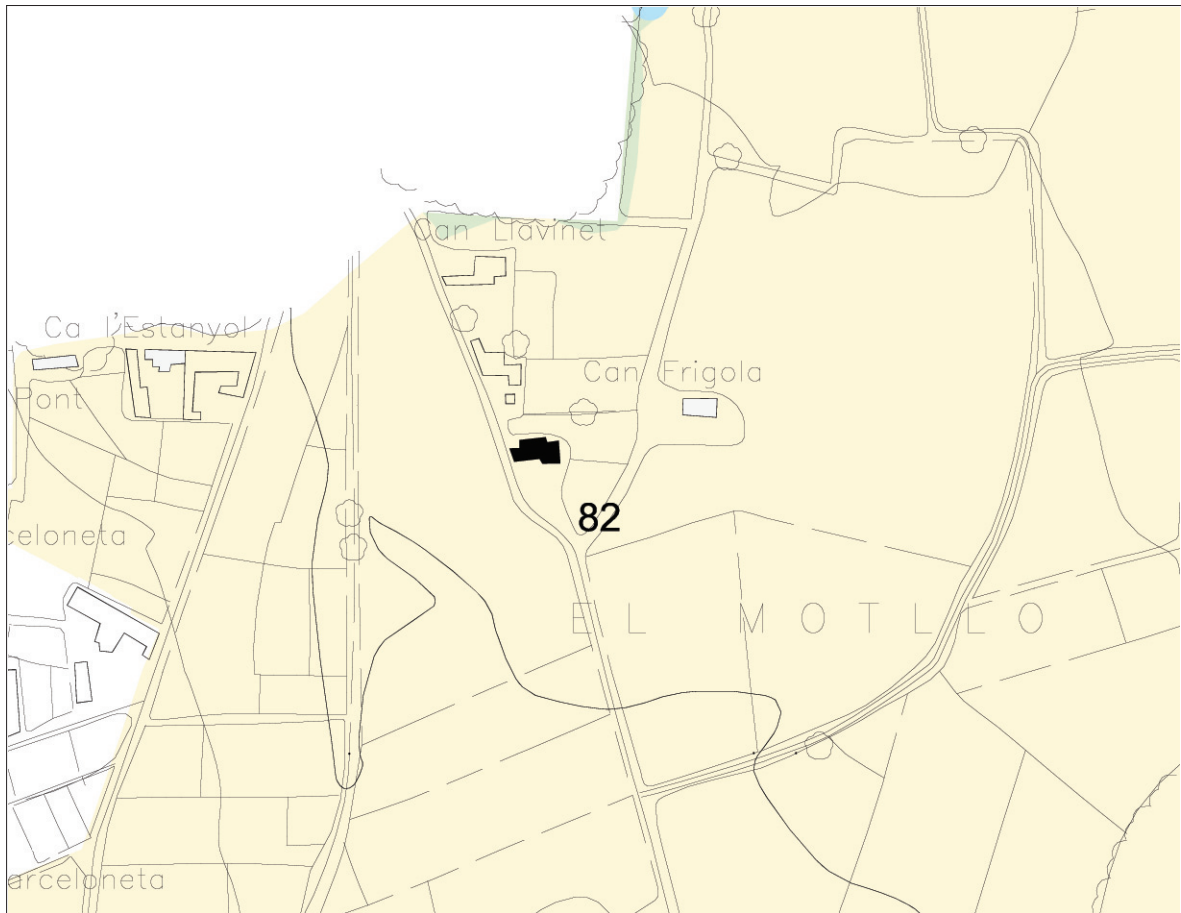 Can Llavinet
Ca l'Estanyol
Can Frigola
Pont
82
celoneta
EL MOTLLO
arceloneta